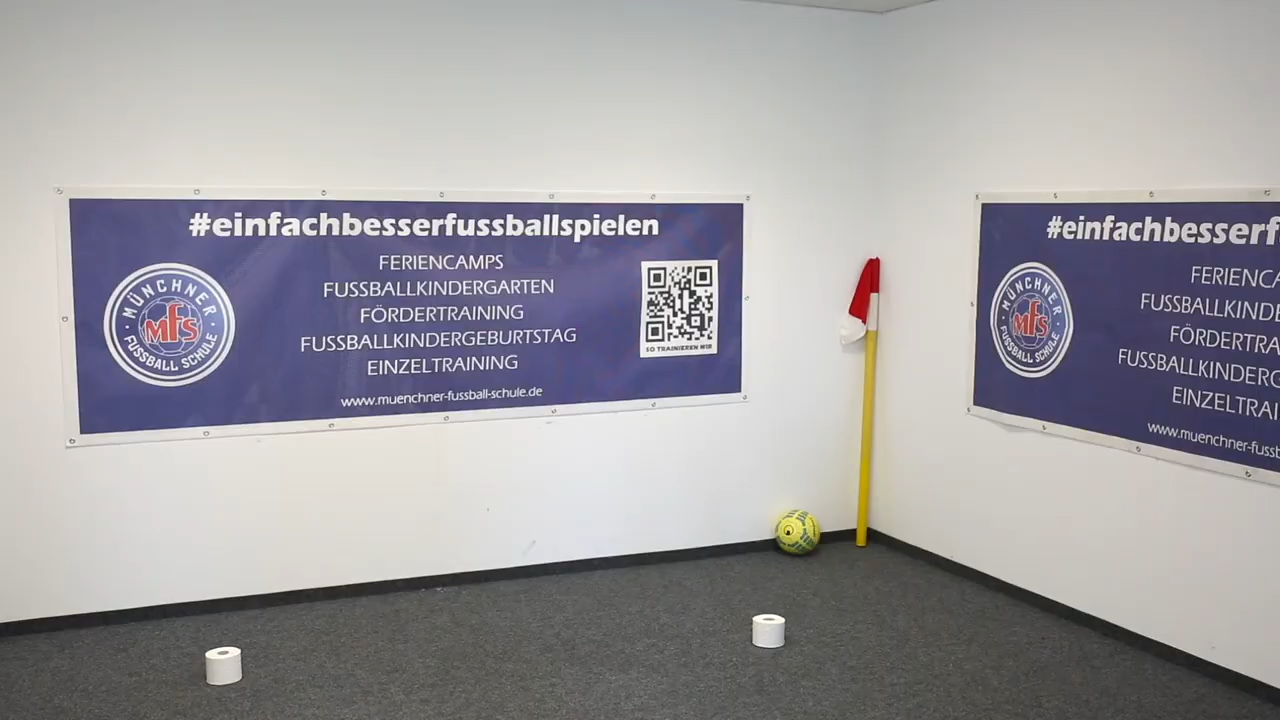 #einfachbesserfussballspielen
FERIENCAMPS
FUSSBALLKINDERGARTEN
FÖRDERTRAINING
FUSSBALLKINDERGEBURTSTAG
EINZELTRAINING
www.muenchner-fussball-schule.de
MÜNCHNER
MFS
FUSSBALL SCHULE
SO TRAINIEREN WIR
#einfachbesserf
FERIENCA
FUSSBALLKINDE
FÖRDERTRA
FUSSBALLKINDERG
EINZELTRAI
www.muenchner-fussb
MÜNCHNER
MFS
FUSSBALL SCHULE